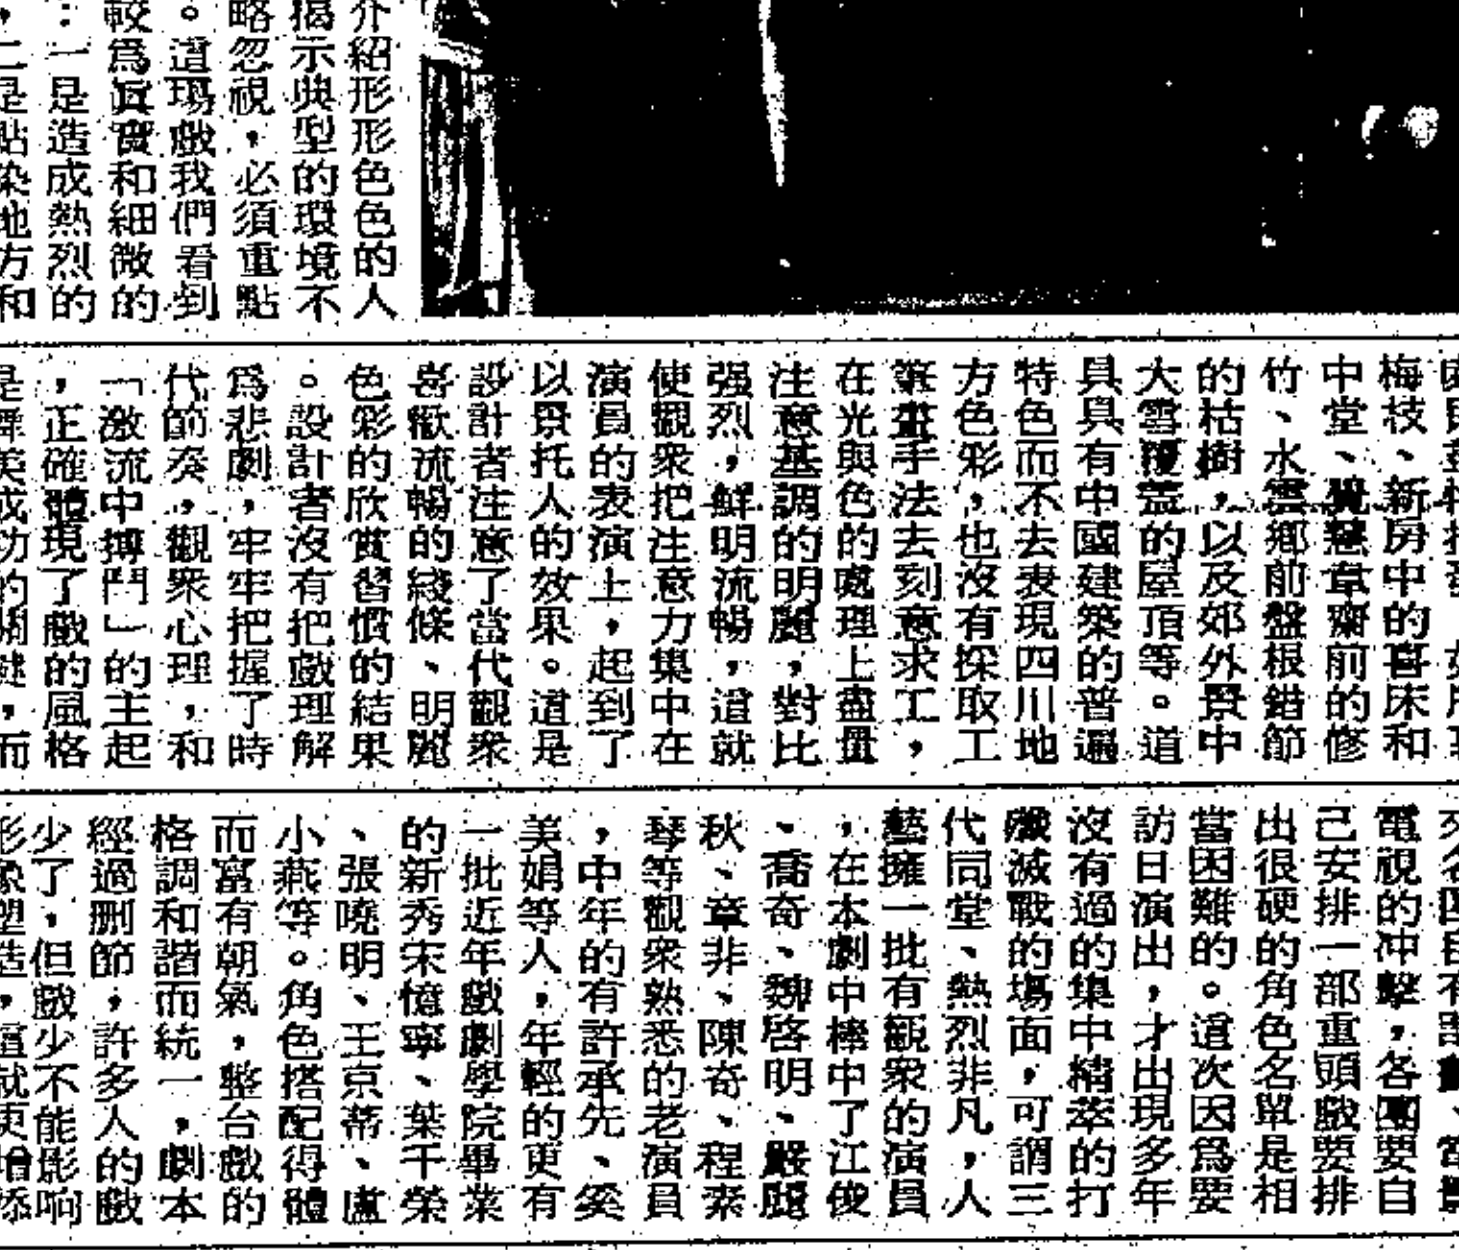 介紹形形色色的人
揭示典型的環境不
略忽視，必須重點
。這場戲我們看到
較爲眞實和細微的
：一是造成熱烈的
，二是點染地方和
梅枝、新房中的喜床和
中堂、覺慧書齋前的修
竹、水雲鄉前盤根錯節
的枯樹，以及郊外景中
大雪覆蓋的屋頂等。這
具具有中國建築的普遍
特色而不去表現四川地
方色彩，也沒有採取工
筆畫手法去刻意求工，
在光與色的處理上盡量
注意基調的明麗，對比
强烈，鮮明流暢，這就
使觀衆把注意力集中在
演員的表演上，起到了
以景托人的效果。這是
設計者注意了當代觀衆
喜歡流暢的綫條、明麗
色彩的欣賞習慣的結果
。設計者沒有把戲理解
爲悲劇，牢牢把握了時
代節奏，觀衆心理，和
「激流中搏鬥」的主起
，正確體現了戲的風格
是舞美成功的關鍵，而
電視的冲擊，各團要自
己安排一部重頭戲要排
出很硬的角色名單是相
當困難的。這次因爲要
訪日演出，才出現多年
沒有過的集中精萃的打
殲滅戰的場面，可謂三
代同堂、熱烈非凡，人
藝擁一批有觀衆的演員
，在本劇中棒中了江俊
、喬奇、魏啓明、嚴麗
秋、章非、陳奇、程素
琴等觀衆熟悉的老演員
，中年的有許承先、奚
美娟等人，年輕的更有
一批近年戲劇學院畢業
的新秀宋憶寧、葉千榮
、張曉明、王京蒂、盧
小燕等。角色搭配得體
而富有朝氣，整台戲的
格調和諧而統一，劇本
經過删節，許多人的戲
少了，但戲少不能影响
形象塑造，這就更增添